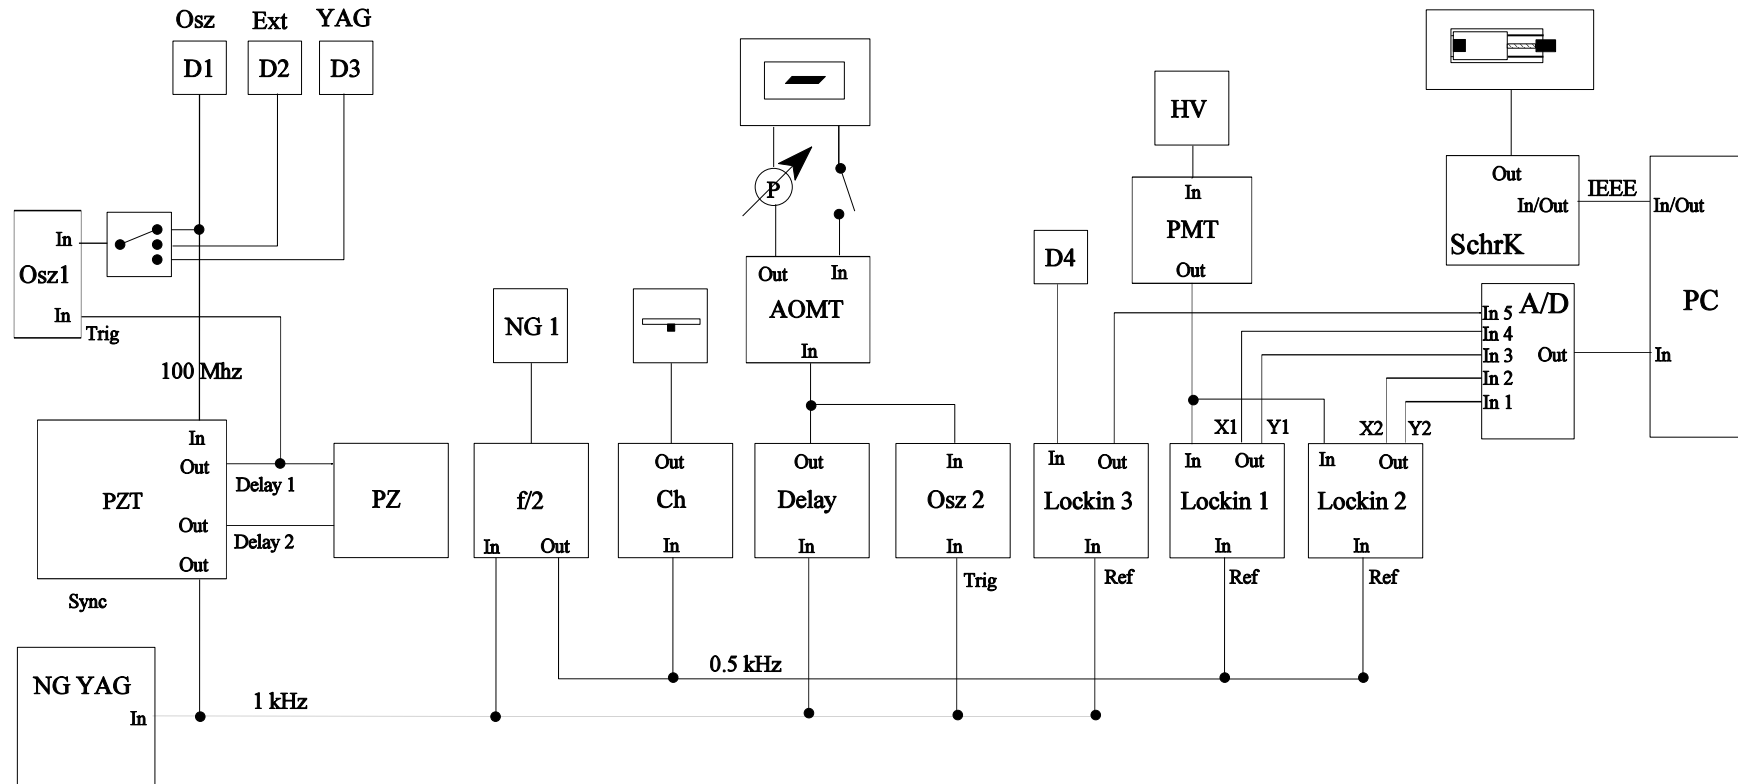 Osz Ext YAG
D1 D2 D3
HV
P
In
PMT
Out
Out
IEEE
In/Out
In/Out
SchrK
In
Osz1
In
Trig
D4
Out In
AOMT
In
NG 1
In 5 A/D
In 4
In 3
Out
In 2
In 1
PC
In
100 Mhz
X1 Y1
X2 Y2
In
Out
PZT
Out
Out
Delay 1
Delay 2
PZ
f/2
In Out
Out
Ch
In
Out
Delay
In
In
Osz 2
In
Trig
In Out
Lockin 3
In
Ref
In Out
Lockin 1
In
Ref
In Out
Lockin 2
In
Ref
Sync
0.5 kHz
NG YAG
In
1 kHz